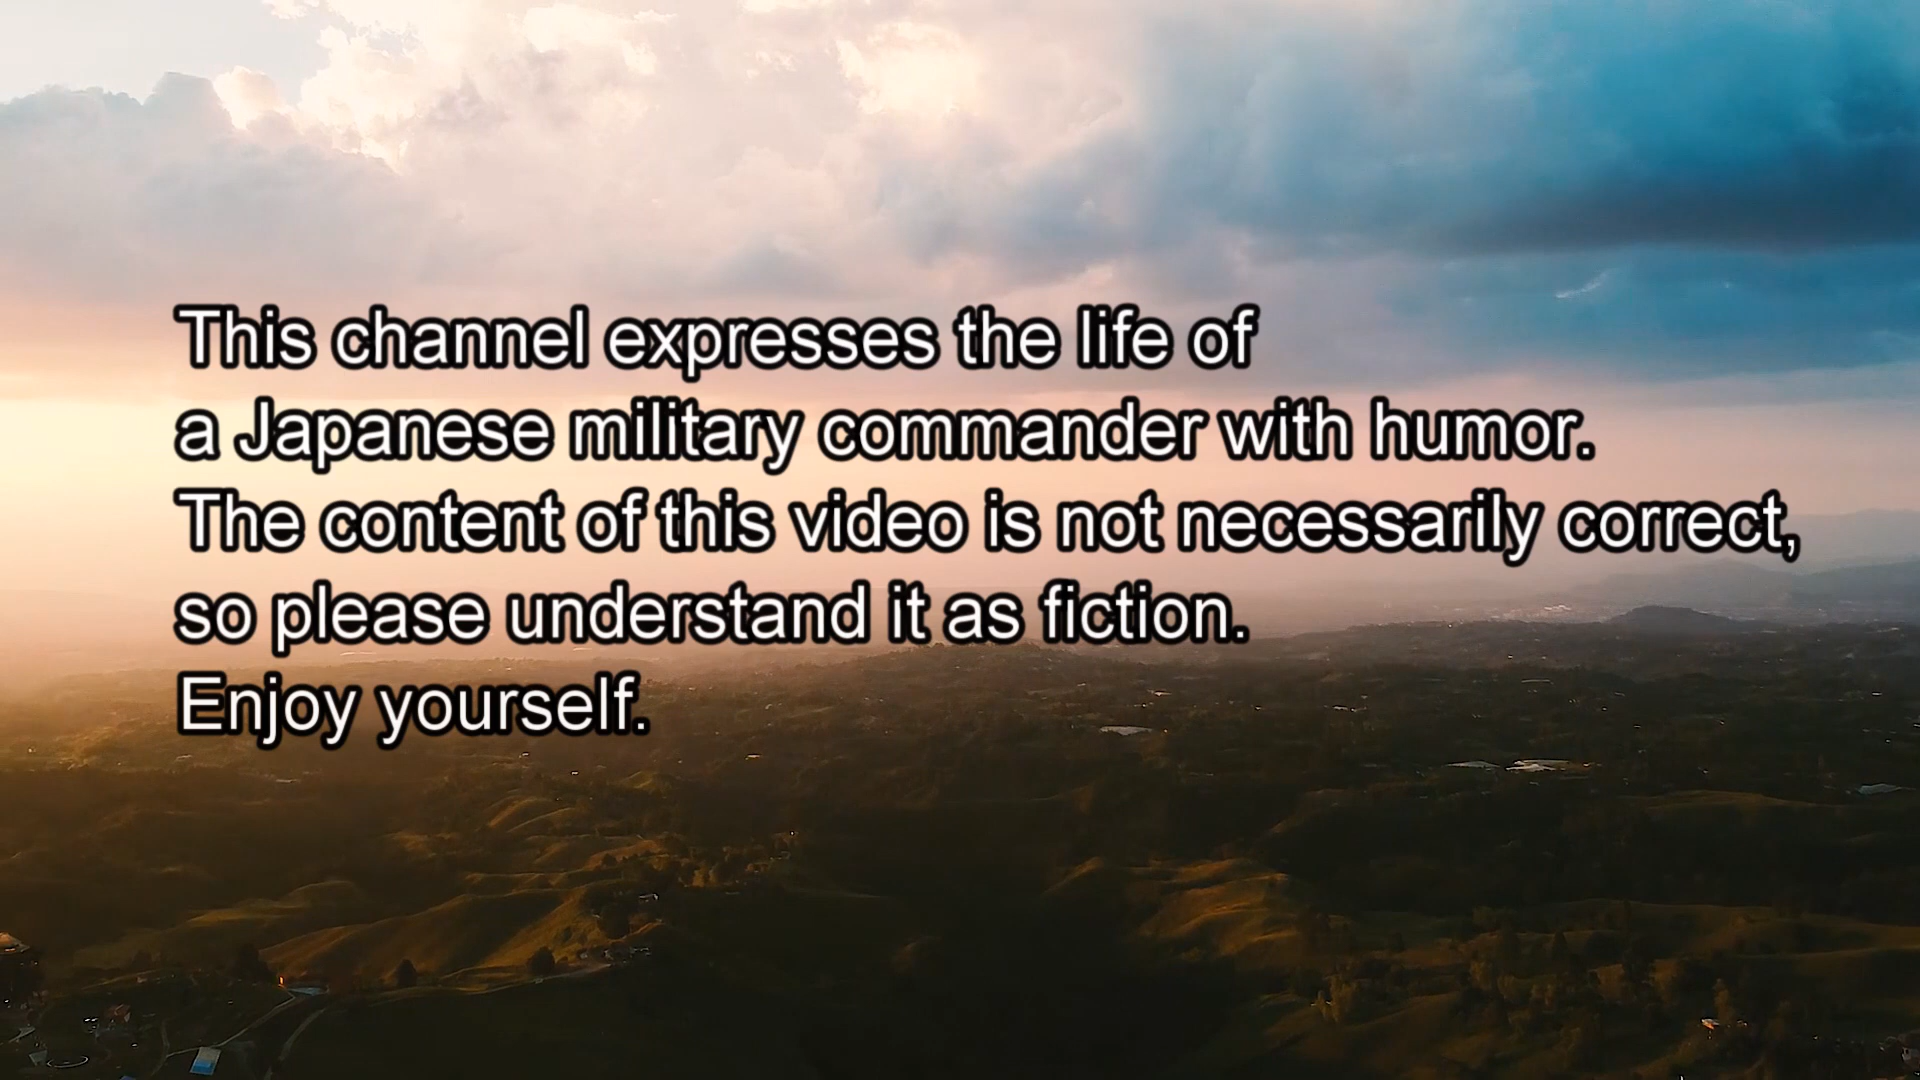 This channel expresses the life of
a Japanese military commander with humor.
The content of this video is not necessarily correct,
so please understand it as fiction.
Enjoy yourself.